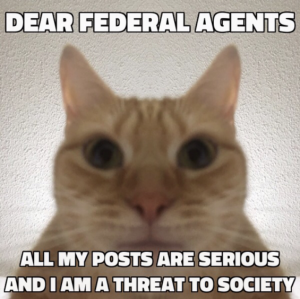 DEAR FEDERAL AGENTS
ALL MY POSTS ARE SERIOUS
AND I AM A THREAT TO SOCIETY